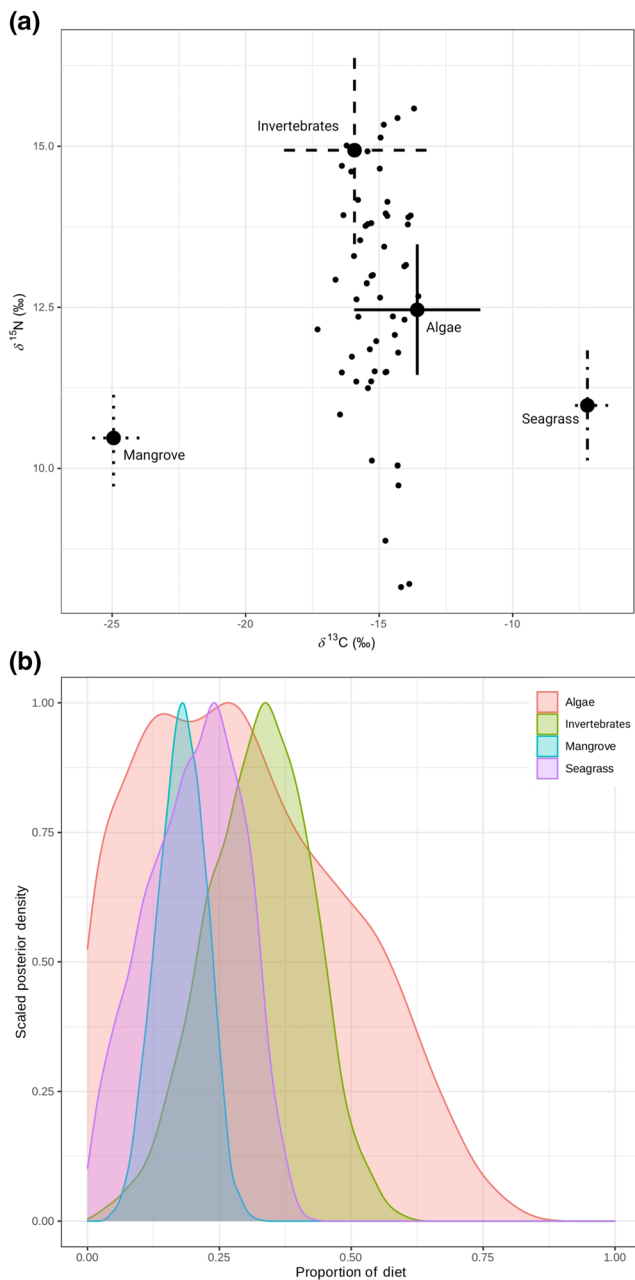 (a)
Invertebrates
Algae
Seagrass
Mangrove
15.0
12.5
10.0
δ ¹⁵N (‰)
-25 -20 -15 -10
δ ¹³C (‰)
(b)
Algae
Invertebrates
Mangrove
Seagrass
1.00
0.75
0.50
0.25
0.00
Scaled posterior density
0.00 0.25 0.50 0.75 1.00
Proportion of diet